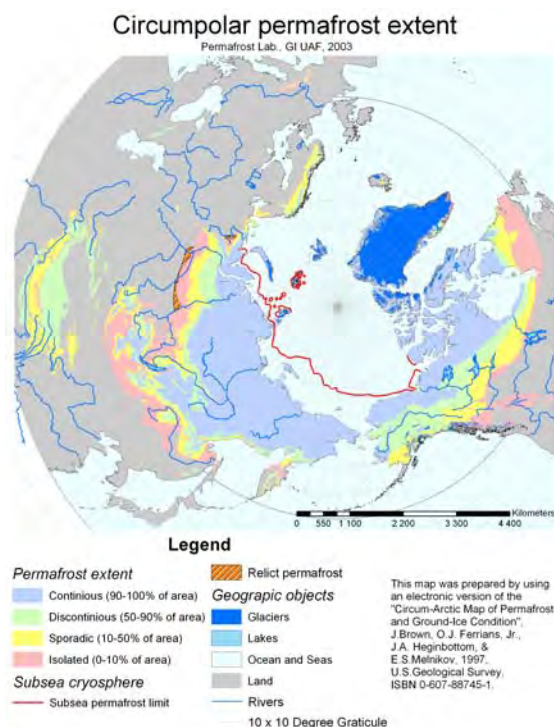 Circumpolar permafrost extent
Permafrost Lab., GI UAF, 2003
Kilometers
0 550 1 100 2 200 3 300 4 400
Legend
Permafrost extent
Continious (90-100% of area)
Discontinious (50-90% of area)
Sporadic (10-50% of area)
Isolated (0-10% of area)
Subsea cryosphere
Subsea permafrost limit
Relict permafrost
Geograpic objects
Glaciers
Lakes
Ocean and Seas
Land
Rivers
10 x 10 Degree Graticule
This map was prepared by using
an electronic version of the
"Circum-Arctic Map of Permafrost
and Ground-Ice Condition",
J.Brown, O.J. Ferrians, Jr.,
J.A. Heginbottom, &
E.S.Melnikov, 1997,
U.S.Geological Survey,
ISBN 0-607-88745-1.